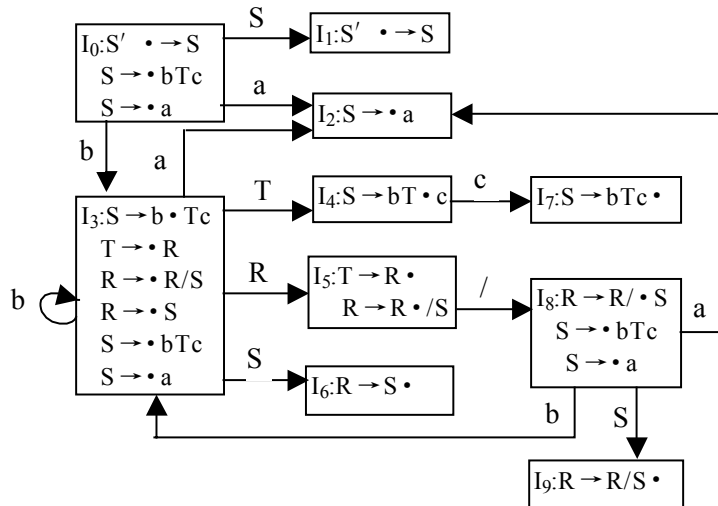 S
I₀:S′ • → S
S → • bTc
S → • a
I₁:S′ • → S
a
I₂:S → • a
b
a
I₃:S → b • Tc
T → • R
R → • R/S
R → • S
S → • bTc
S → • a
b
T
I₄:S → bT • c
c
I₇:S → bTc •
R
I₅:T → R •
R → R • /S
/
I₈:R → R/ • S
S → • bTc
S → • a
a
S
I₆:R → S •
b
S
I₉:R → R/S •